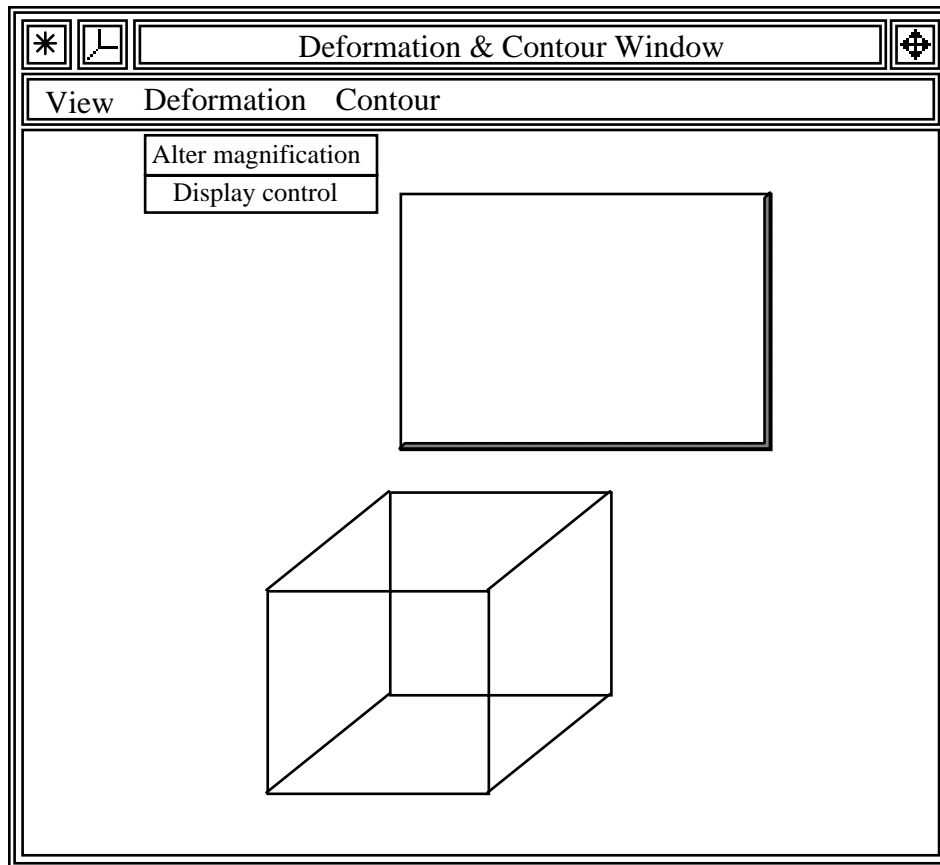 Deformation & Contour Window
View Deformation Contour
Alter magnification
Display control